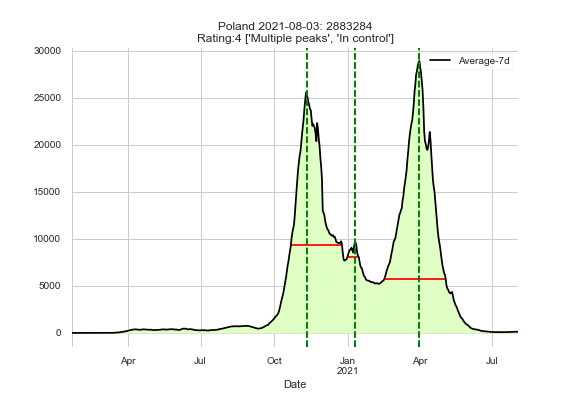 Poland 2021-08-03: 2883284
Rating:4 ['Multiple peaks', 'In control']
Average-7d
30000
25000
20000
15000
10000
5000
0
Apr
Jul
Oct
Jan
2021
Apr
Jul
Date